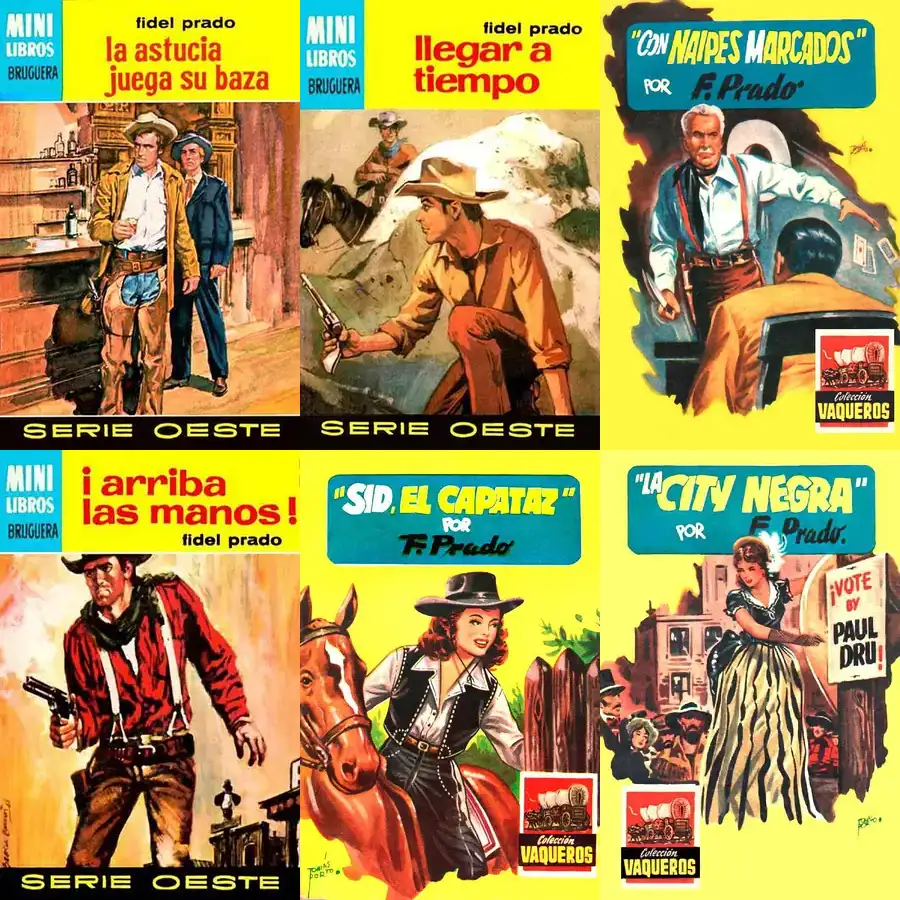 MINI
LIBROS
BRUGUERA
fidel prado
la astucia
juega su baza
SERIE OESTE
MINI
LIBROS
BRUGUERA
fidel prado
llegar a
tiempo
SERIE OESTE
"CON NAIPES MARCADOS"
POR F. Prado
Colección
VAQUEROS
MINI
LIBROS
BRUGUERA
¡arriba
las manos!
fidel prado
SERIE OESTE
"SID, EL CAPATAZ"
POR
F. Prado
TOBIAS
PORTO
Colección
VAQUEROS
"LA CITY NEGRA"
POR F. Prado.
¡VOTE
BY
PAUL
DRU!
Colección
VAQUEROS